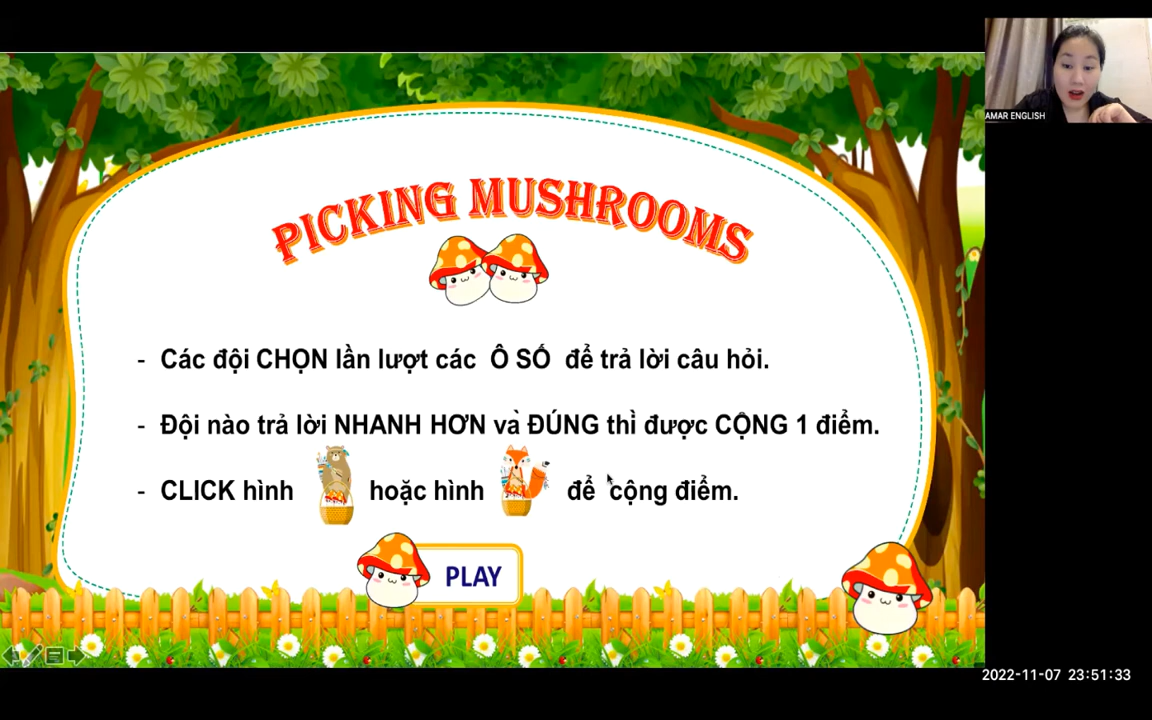 AMAR ENGLISH
PICKING MUSHROOMS
- Các đội CHỌN lần lượt các Ô SỐ để trả lời câu hỏi.
- Đội nào trả lời NHANH HƠN và ĐÚNG thì được CỘNG 1 điểm.
- CLICK hình hoặc hình để cộng điểm.
PLAY
2022-11-07 23:51:33